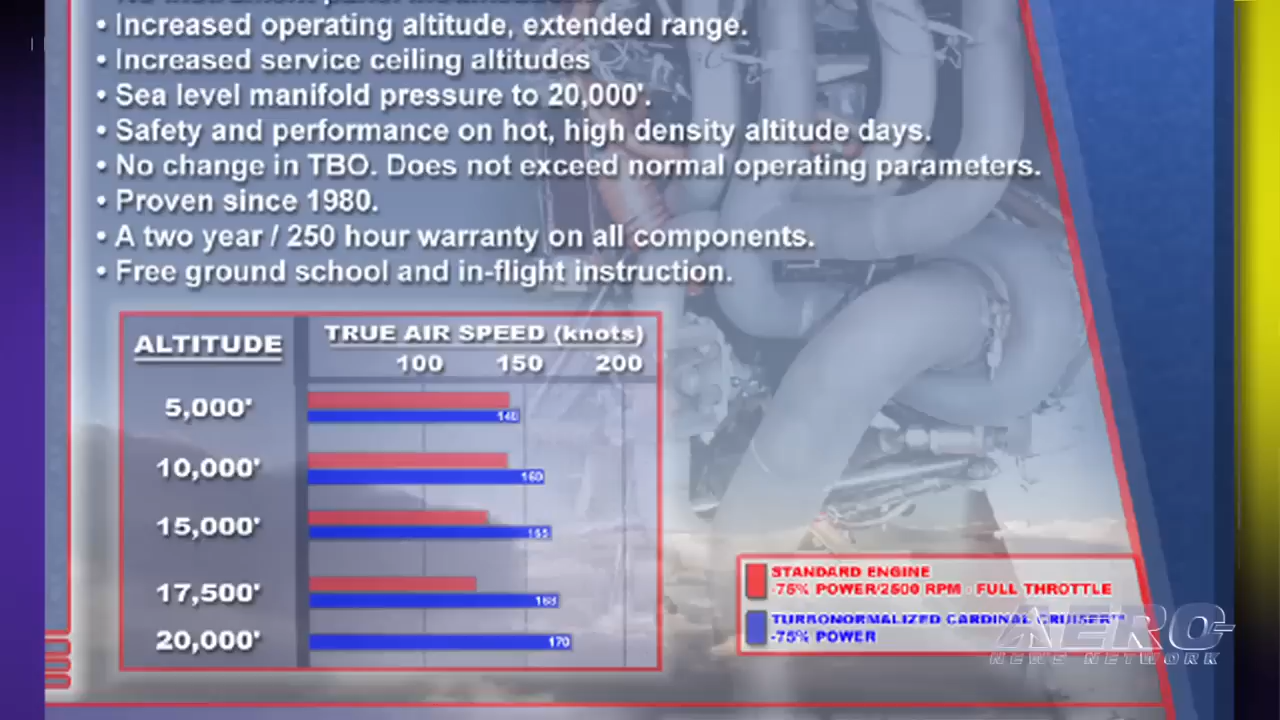 • Increased operating altitude, extended range.
• Increased service ceiling altitudes
• Sea level manifold pressure to 20,000'.
• Safety and performance on hot, high density altitude days.
• No change in TBO. Does not exceed normal operating parameters.
• Proven since 1980.
• A two year / 250 hour warranty on all components.
• Free ground school and in-flight instruction.
ALTITUDE
TRUE AIR SPEED (knots)
100 150 200
5,000'
10,000' 160
15,000'
17,500'
20,000' 170
STANDARD ENGINE
-75% POWER/2500 RPM - FULL THROTTLE
TURBONORMALIZED CARDINAL CRUISER™
-75% POWER
AERO
NEWS NETWORK